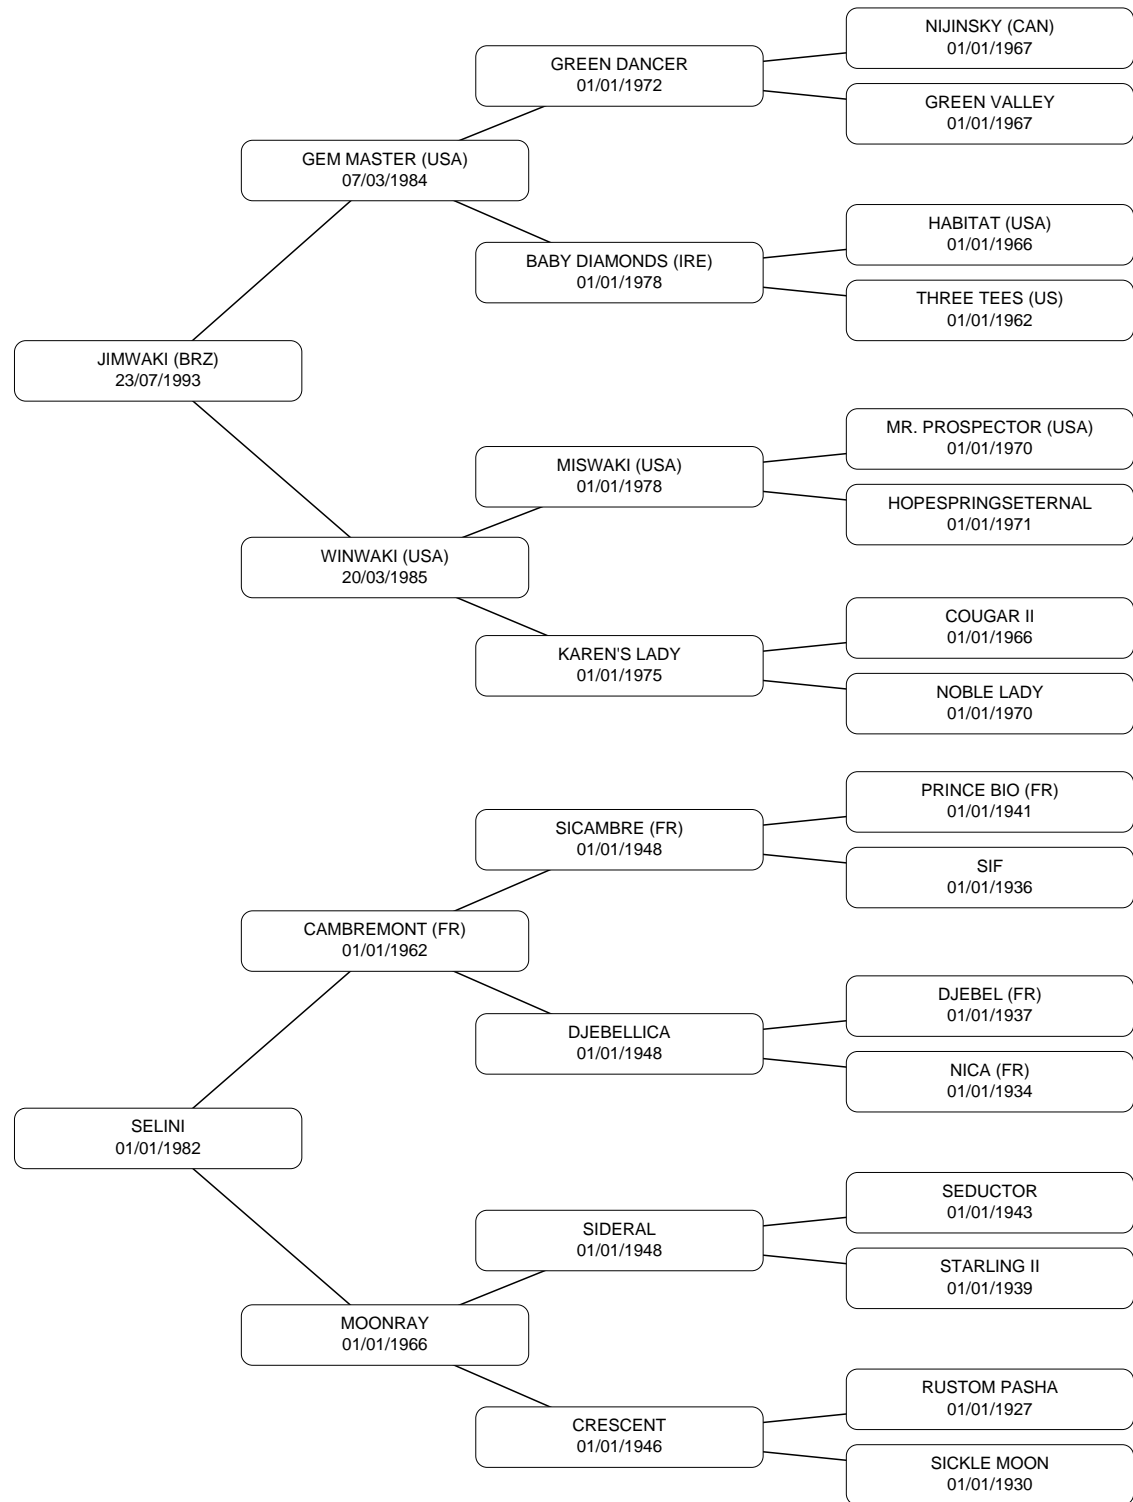 NIJINSKY (CAN)
01/01/1967
GREEN DANCER
01/01/1972
GREEN VALLEY
01/01/1967
GEM MASTER (USA)
07/03/1984
HABITAT (USA)
01/01/1966
BABY DIAMONDS (IRE)
01/01/1978
THREE TEES (US)
01/01/1962
JIMWAKI (BRZ)
23/07/1993
MR. PROSPECTOR (USA)
01/01/1970
MISWAKI (USA)
01/01/1978
HOPESPRINGSETERNAL
01/01/1971
WINWAKI (USA)
20/03/1985
COUGAR II
01/01/1966
KAREN'S LADY
01/01/1975
NOBLE LADY
01/01/1970
PRINCE BIO (FR)
01/01/1941
SICAMBRE (FR)
01/01/1948
SIF
01/01/1936
CAMBREMONT (FR)
01/01/1962
DJEBEL (FR)
01/01/1937
DJEBELLICA
01/01/1948
NICA (FR)
01/01/1934
SELINI
01/01/1982
SEDUCTOR
01/01/1943
SIDERAL
01/01/1948
STARLING II
01/01/1939
MOONRAY
01/01/1966
RUSTOM PASHA
01/01/1927
CRESCENT
01/01/1946
SICKLE MOON
01/01/1930